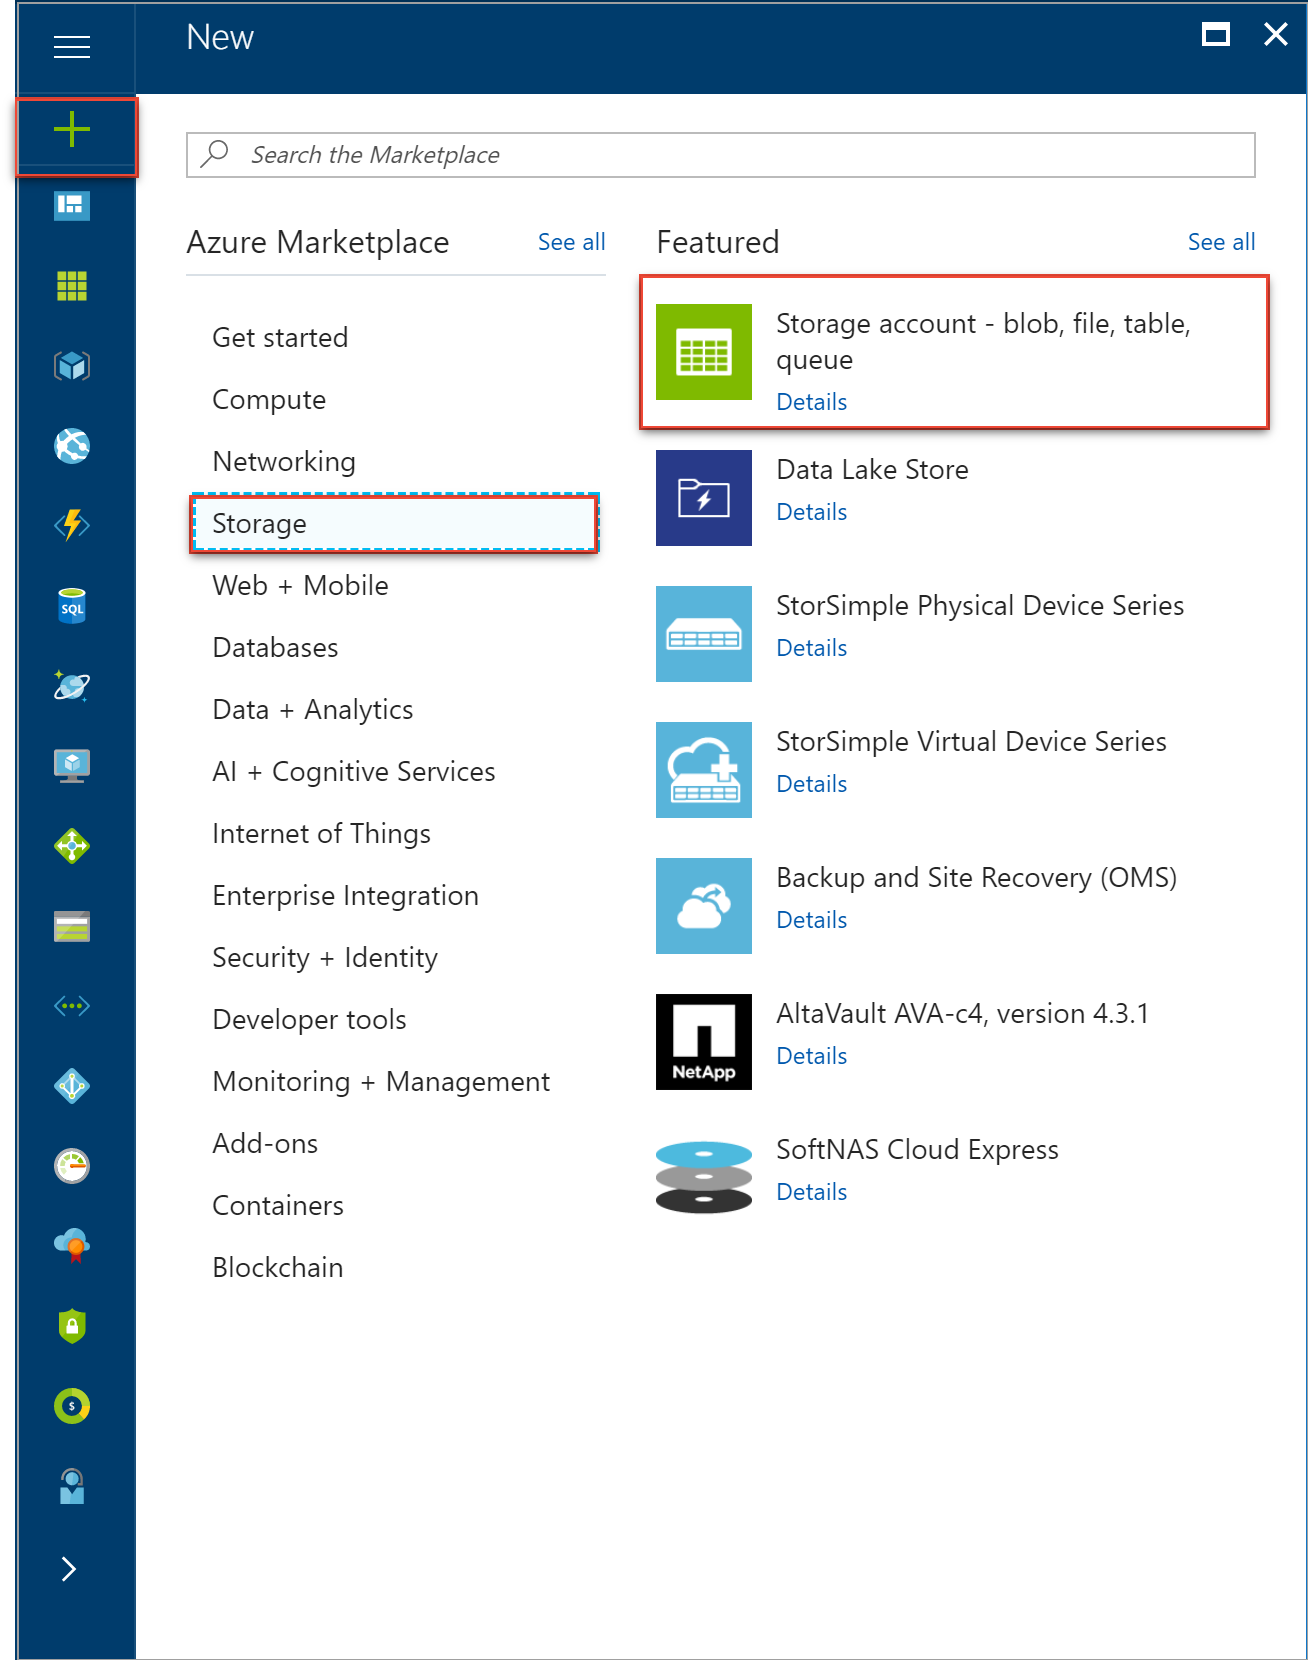 New
Search the Marketplace
Azure Marketplace
See all
Get started
Compute
Networking
Storage
Web + Mobile
Databases
Data + Analytics
AI + Cognitive Services
Internet of Things
Enterprise Integration
Security + Identity
Developer tools
Monitoring + Management
Add-ons
Containers
Blockchain
Featured
See all
Storage account - blob, file, table,
queue
Details
Data Lake Store
Details
StorSimple Physical Device Series
Details
StorSimple Virtual Device Series
Details
Backup and Site Recovery (OMS)
Details
NetApp
AltaVault AVA-c4, version 4.3.1
Details
SoftNAS Cloud Express
Details
SQL
$